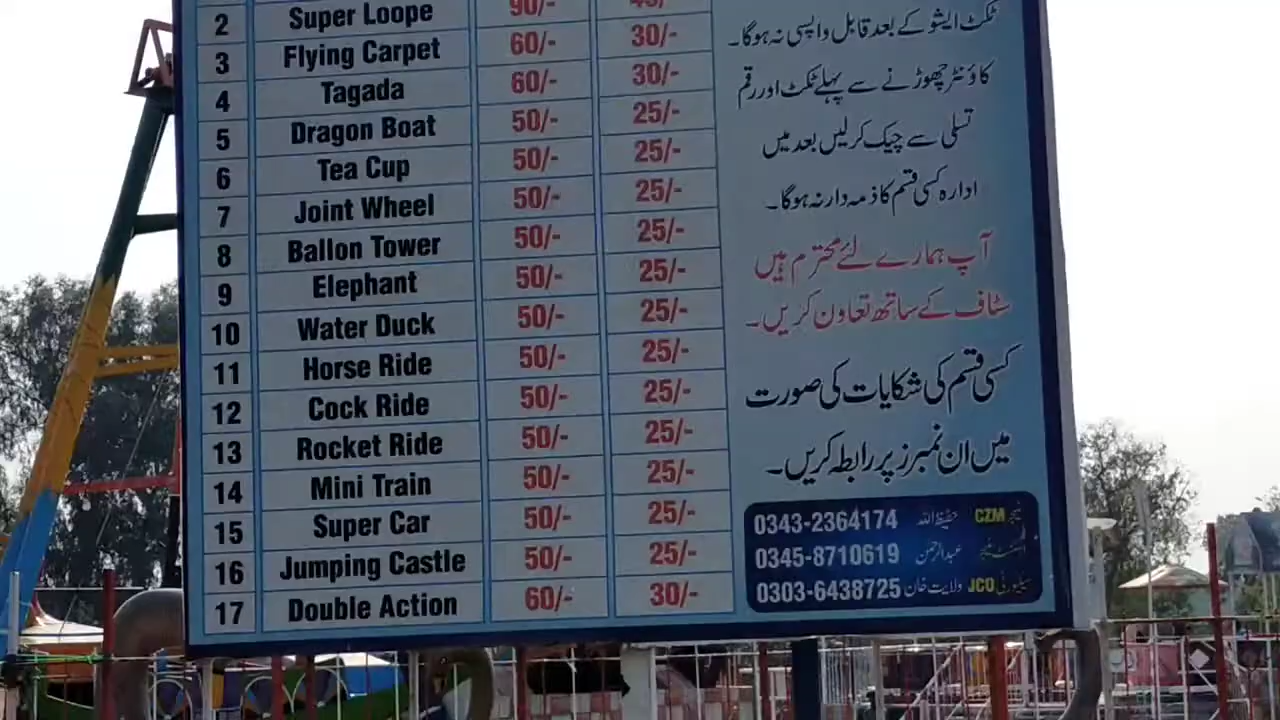 2 Super Loope 90/-
3 Flying Carpet 60/- 30/-
4 Tagada 60/- 30/-
5 Dragon Boat 50/- 25/-
6 Tea Cup 50/- 25/-
7 Joint Wheel 50/- 25/-
8 Ballon Tower 50/- 25/-
9 Elephant 50/- 25/-
10 Water Duck 50/- 25/-
11 Horse Ride 50/- 25/-
12 Cock Ride 50/- 25/-
13 Rocket Ride 50/- 25/-
14 Mini Train 50/- 25/-
15 Super Car 50/- 25/-
16 Jumping Castle 50/- 25/-
17 Double Action 60/- 30/-
ٹکٹ ایشو کے بعد قابل واپسی نہ ہوگا۔
کاؤنٹر چھوڑنے سے پہلے ٹکٹ اور رقم
تسلی سے چیک کرلیں بعد میں
ادارہ کسی قسم کا ذمہ دار نہ ہوگا۔
آپ ہمارے لئے محترم ہیں
سٹاف کے ساتھ تعاون کریں۔
کسی قسم کی شکایات کی صورت
میں ان نمبرز پر رابطہ کریں۔
منیجر CZM حفیظ اللہ 0343-2364174
اسسٹنٹ منیجر عبدالرحمن 0345-8710619
سیکیورٹی JCO ولایت خان 0303-6438725